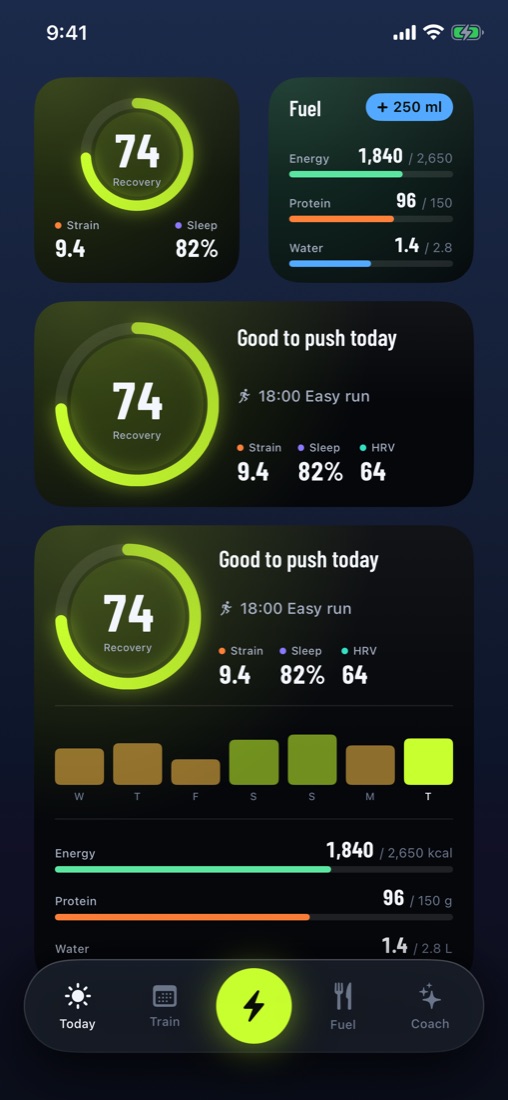 9:41
74
Recovery
Strain
Sleep
9.4
82%
Fuel
+ 250 ml
Energy 1,840 / 2,650
Protein 96 / 150
Water 1.4 / 2.8
74
Recovery
Good to push today
18:00 Easy run
Strain Sleep HRV
9.4 82% 64
74
Recovery
Good to push today
18:00 Easy run
Strain Sleep HRV
9.4 82% 64
W T F S S M T
Energy 1,840 / 2,650 kcal
Protein 96 / 150 g
Water 1.4 / 2.8 L
Today Train Fuel Coach